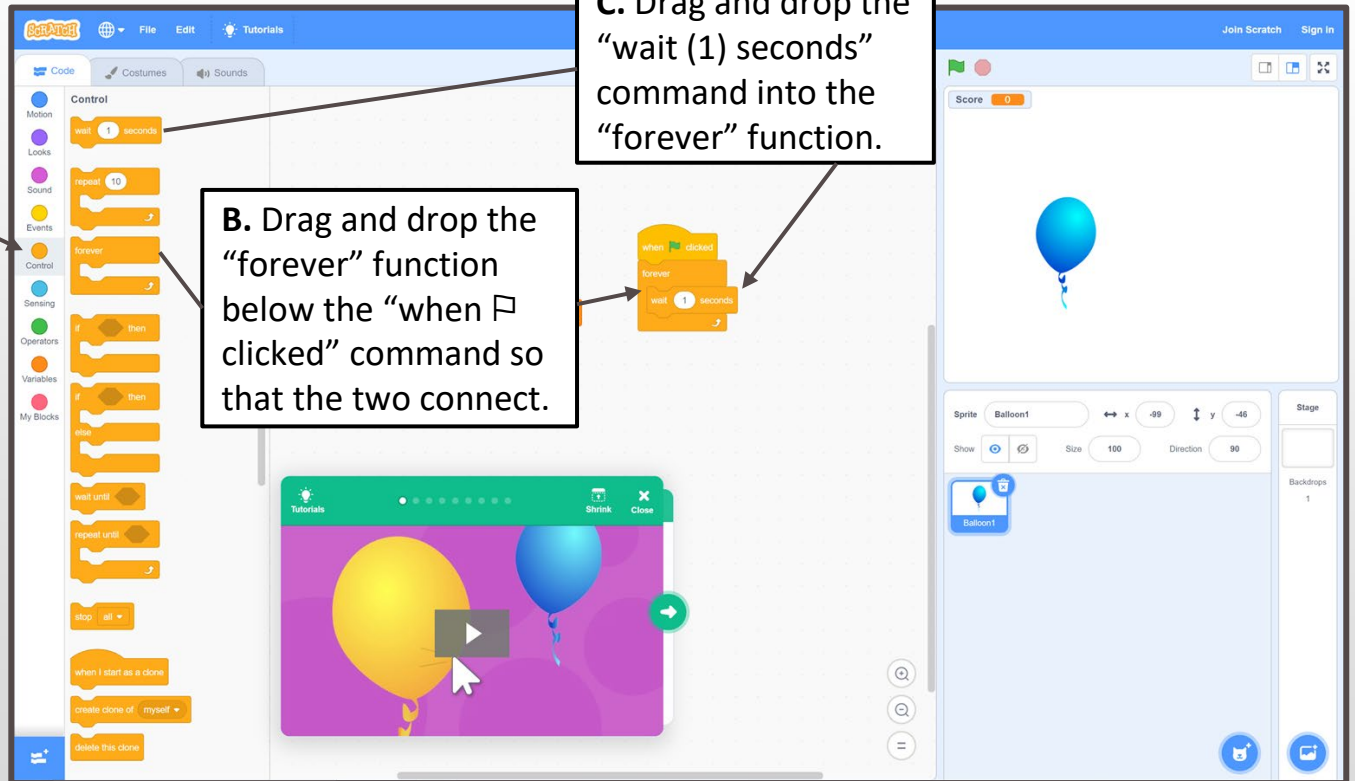 SCRATCH File Edit Tutorials Join Scratch Sign in
Code Costumes Sounds
Motion
Looks
Sound
Events
Control
Sensing
Operators
Variables
My Blocks
Control
wait 1 seconds
repeat 10
forever
if then
if then
else
wait until
repeat until
stop all
when I start as a clone
create clone of myself
delete this clone
C. Drag and drop the
“wait (1) seconds”
command into the
“forever” function.
B. Drag and drop the
“forever” function
below the “when ⚐
clicked” command so
that the two connect.
when clicked
forever
wait 1 seconds
Tutorials Shrink Close
Score 0
Sprite Balloon1 x -99 y -46
Show Size 100 Direction 90
Balloon1
Stage
Backdrops
1